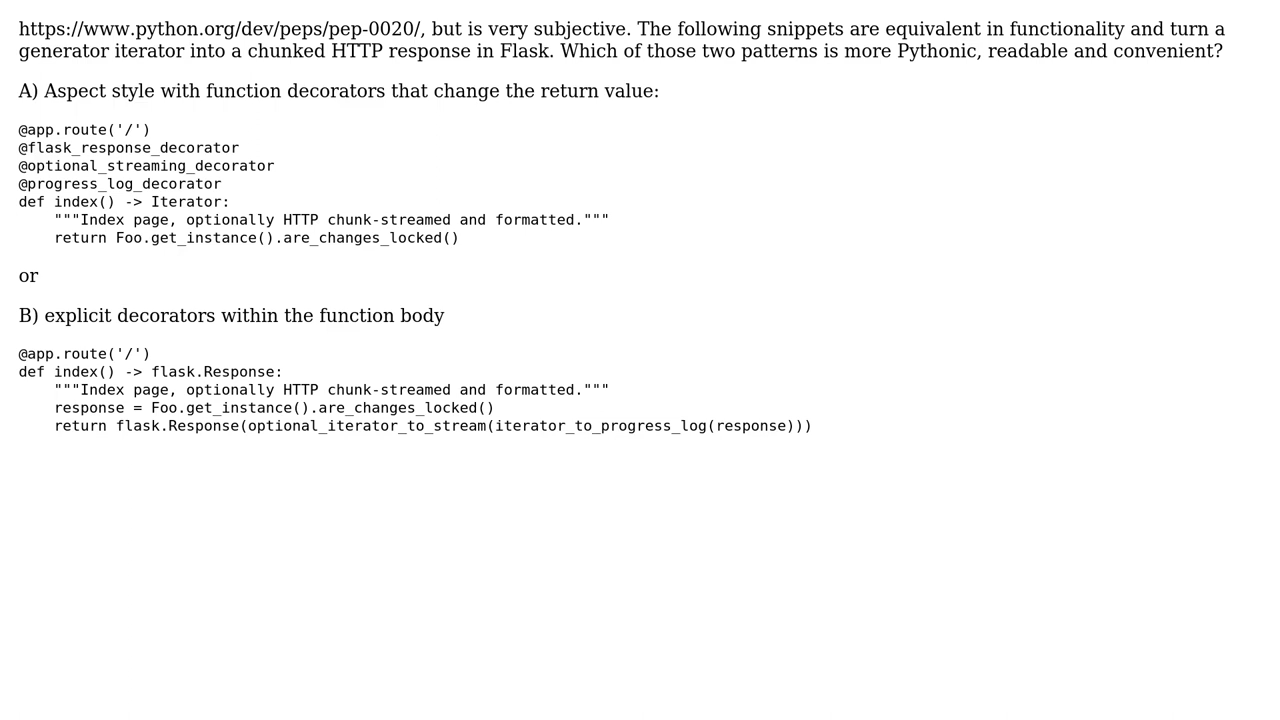 https://www.python.org/dev/peps/pep-0020/, but is very subjective. The following snippets are equivalent in functionality and turn a
generator iterator into a chunked HTTP response in Flask. Which of those two patterns is more Pythonic, readable and convenient?
A) Aspect style with function decorators that change the return value:
@app.route('/')
@flask_response_decorator
@optional_streaming_decorator
@progress_log_decorator
def index() -> Iterator:
    """Index page, optionally HTTP chunk-streamed and formatted."""
    return Foo.get_instance().are_changes_locked()
or
B) explicit decorators within the function body
@app.route('/')
def index() -> flask.Response:
    """Index page, optionally HTTP chunk-streamed and formatted."""
    response = Foo.get_instance().are_changes_locked()
    return flask.Response(optional_iterator_to_stream(iterator_to_progress_log(response)))